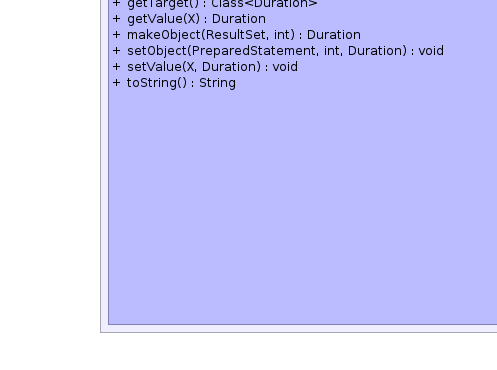 + getTarget() : Class<Duration>
+ getValue(X) : Duration
+ makeObject(ResultSet, int) : Duration
+ setObject(PreparedStatement, int, Duration) : void
+ setValue(X, Duration) : void
+ toString() : String